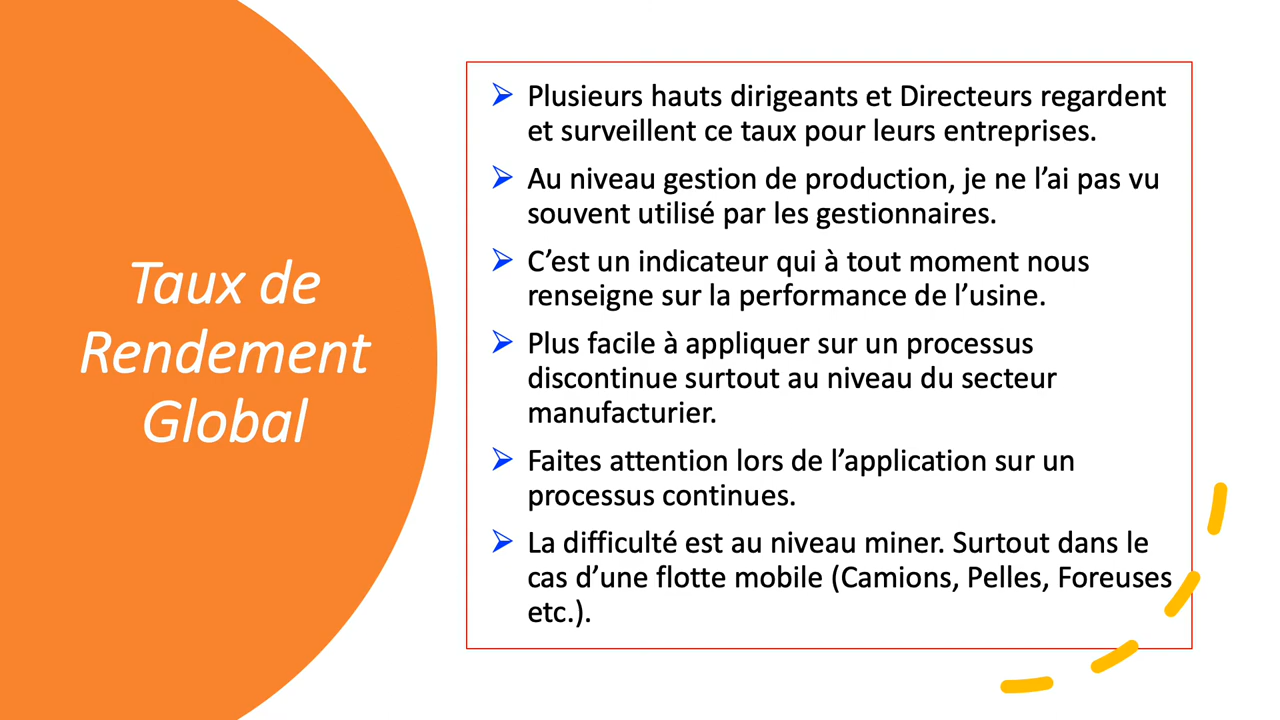 Taux de
Rendement
Global
➢ Plusieurs hauts dirigeants et Directeurs regardent
et surveillent ce taux pour leurs entreprises.
➢ Au niveau gestion de production, je ne l’ai pas vu
souvent utilisé par les gestionnaires.
➢ C’est un indicateur qui à tout moment nous
renseigne sur la performance de l’usine.
➢ Plus facile à appliquer sur un processus
discontinue surtout au niveau du secteur
manufacturier.
➢ Faites attention lors de l’application sur un
processus continues.
➢ La difficulté est au niveau miner. Surtout dans le
cas d’une flotte mobile (Camions, Pelles, Foreuses
etc.).